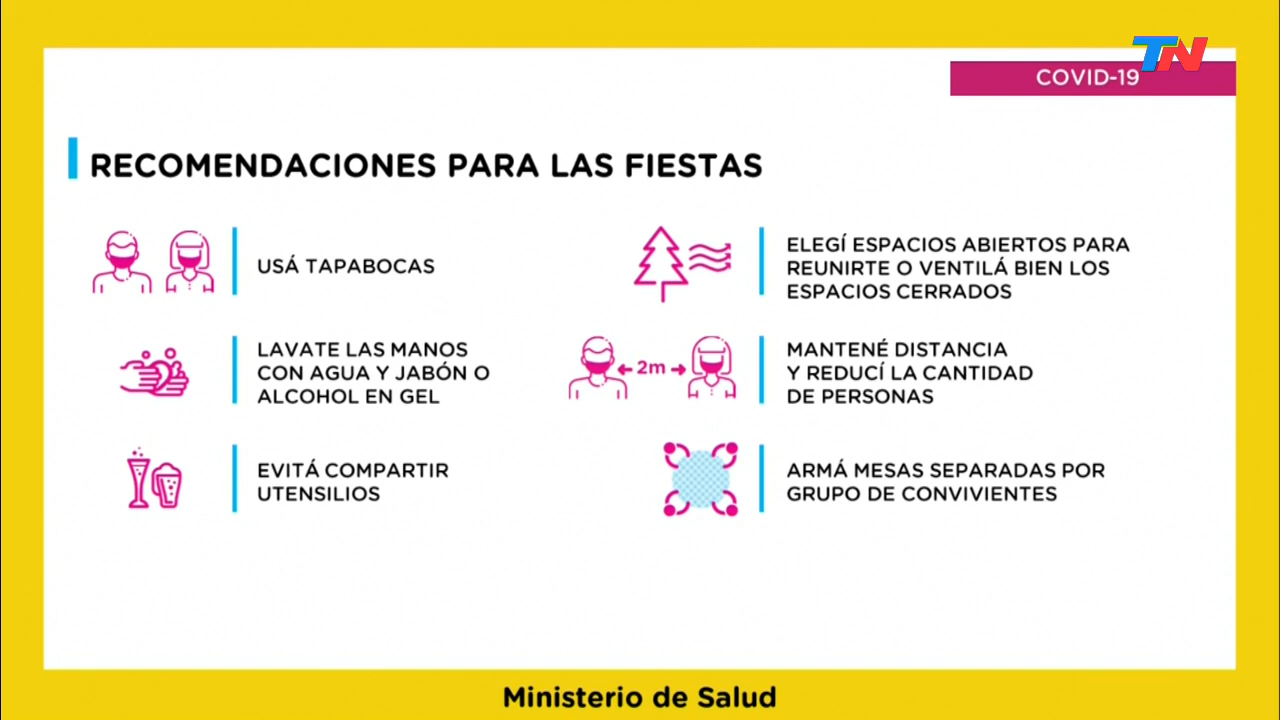 TN
COVID-19
RECOMENDACIONES PARA LAS FIESTAS
USÁ TAPABOCAS
LAVATE LAS MANOS
CON AGUA Y JABÓN O
ALCOHOL EN GEL
EVITÁ COMPARTIR
UTENSILIOS
ELEGÍ ESPACIOS ABIERTOS PARA
REUNIRTE O VENTILÁ BIEN LOS
ESPACIOS CERRADOS
2m
MANTENÉ DISTANCIA
Y REDUCÍ LA CANTIDAD
DE PERSONAS
ARMÁ MESAS SEPARADAS POR
GRUPO DE CONVIVIENTES
Ministerio de Salud